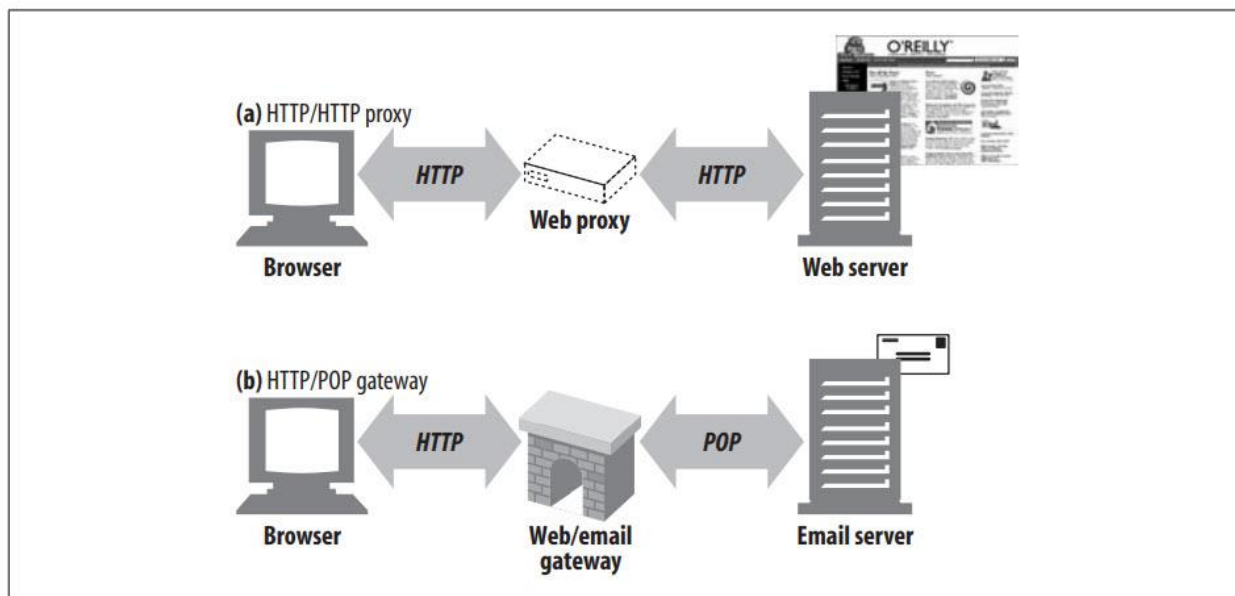 O'REILLY
(a) HTTP/HTTP proxy
HTTP
HTTP
Web proxy
Browser
Web server
(b) HTTP/POP gateway
HTTP
POP
Browser
Web/email
gateway
Email server